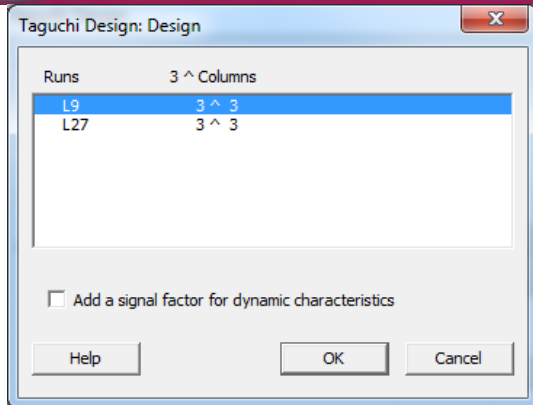 Taguchi Design: Design
Runs 3 ^ Columns
L9 3 ^ 3
L27 3 ^ 3
Add a signal factor for dynamic characteristics
Help OK Cancel